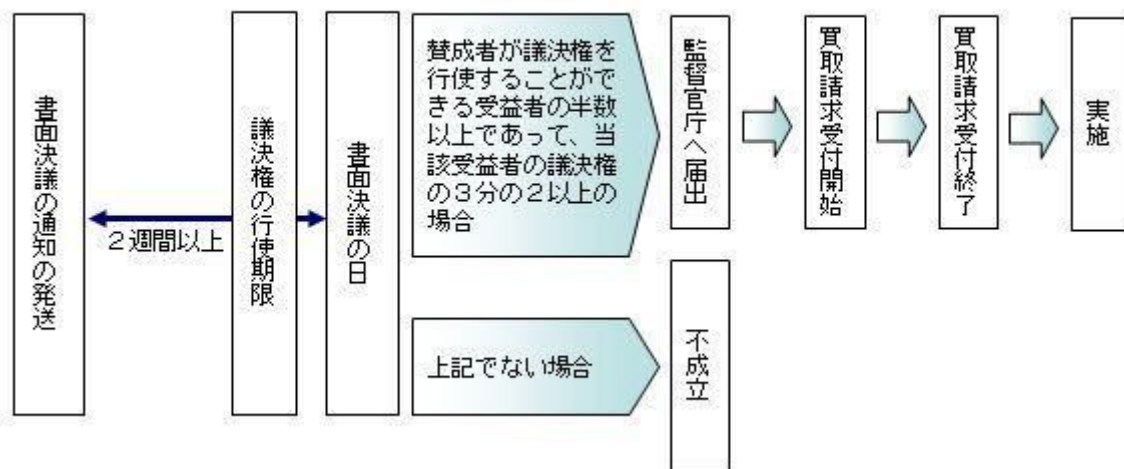 書面決議の通知の発送
２週間以上
議決権の行使期限
書面決議の日
賛成者が議決権を
行使することがで
きる受益者の半数
以上であって、当
該受益者の議決権
の３分の２以上の
場合
監督官庁へ届出
買取請求受付開始
買取請求受付終了
実施
上記でない場合
不成立